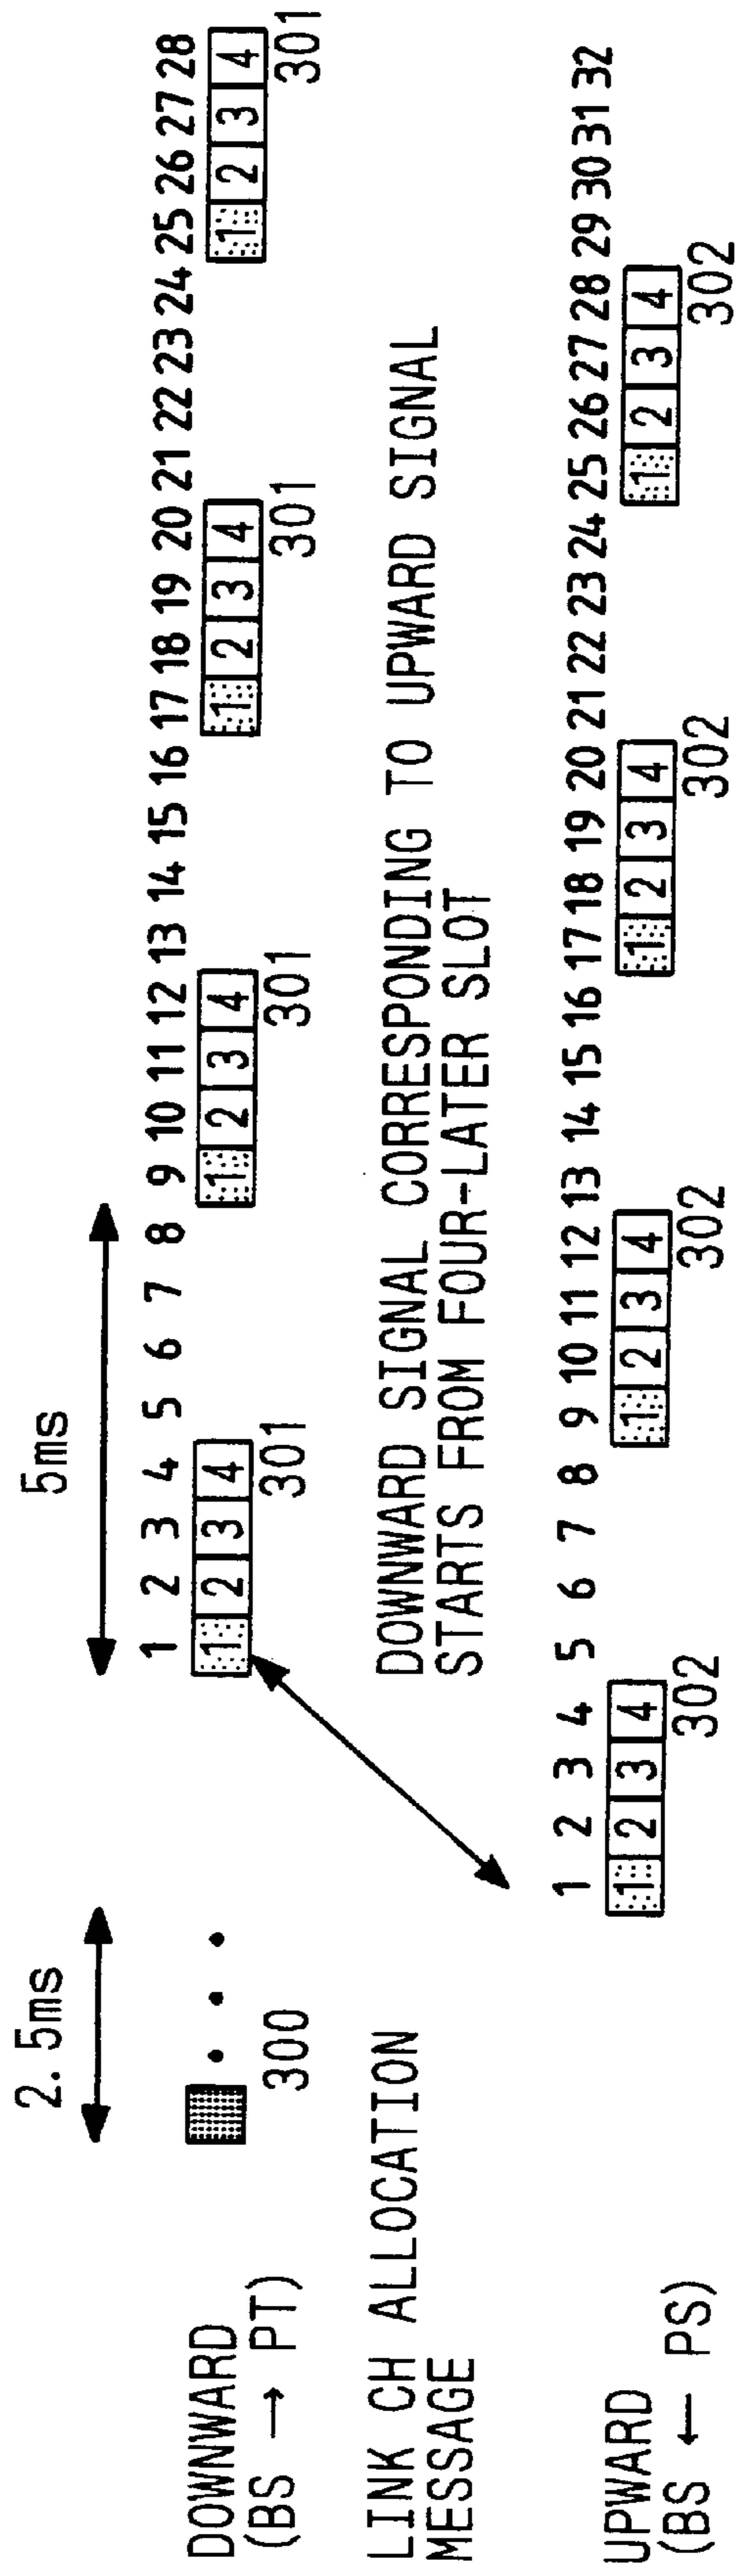 2.5ms
5ms
1 2 3 4 5 6 7 8 9 10 11 12 13 14 15 16 17 18 19 20 21 22 23 24 25 26 27 28
DOWNWARD
(BS → PT)
1 2 3 4
1 2 3 4
1 2 3 4
1 2 3 4
300
301
301
301
301
LINK CH ALLOCATION
MESSAGE
DOWNWARD SIGNAL CORRESPONDING TO UPWARD SIGNAL
STARTS FROM FOUR-LATER SLOT
1 2 3 4 5 6 7 8 9 10 11 12 13 14 15 16 17 18 19 20 21 22 23 24 25 26 27 28 29 30 31 32
UPWARD
(BS ← PS)
1 2 3 4
1 2 3 4
1 2 3 4
1 2 3 4
302
302
302
302